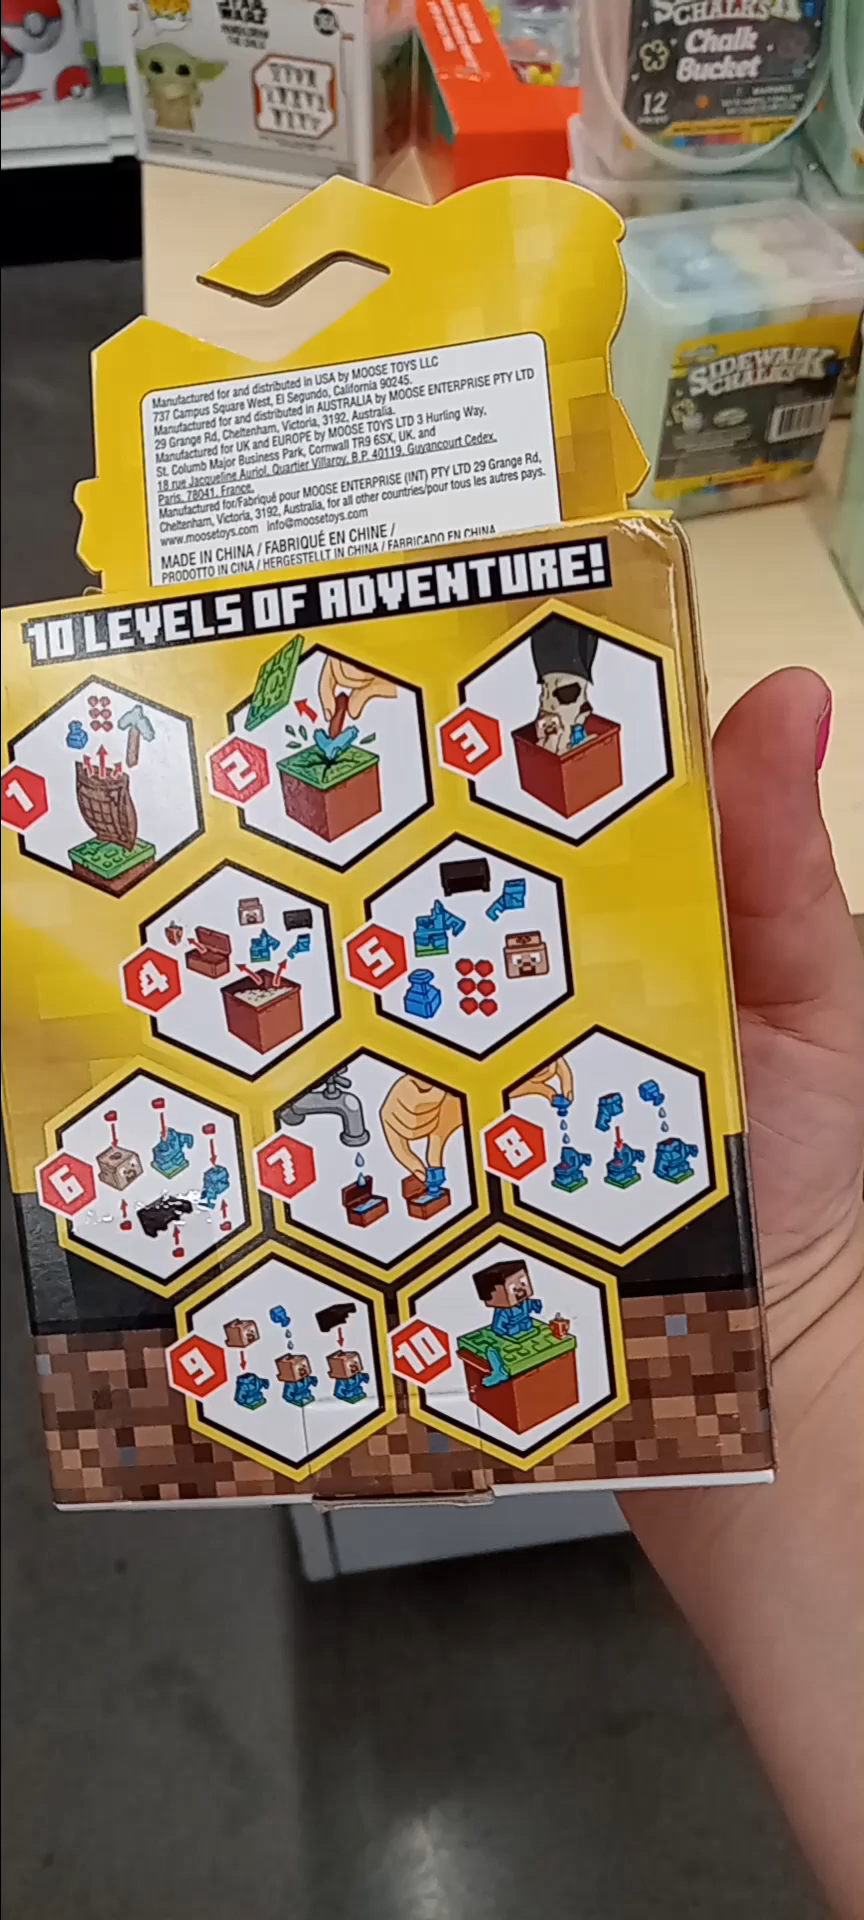 STAR
WARS
CHALKS
Chalk
Bucket
12
SIDEWALK
CHALKS
Manufactured for and distributed in USA by MOOSE TOYS LLC
737 Campus Square West, El Segundo, California 90245.
Manufactured for and distributed in AUSTRALIA by MOOSE ENTERPRISE PTY LTD
29 Grange Rd, Cheltenham, Victoria, 3192, Australia.
Manufactured for UK and EUROPE by MOOSE TOYS LTD 3 Hurling Way,
St. Columb Major Business Park, Cornwall TR9 6SX, UK. and
18 rue Jacqueline Auriol, Quartier Villaroy, B.P. 40119, Guyancourt Cedex,
Paris, 78041, France.
Manufactured for/Fabriqué pour MOOSE ENTERPRISE (INT) PTY LTD 29 Grange Rd,
Cheltenham, Victoria, 3192, Australia, for all other countries/pour tous les autres pays.
www.moosetoys.com info@moosetoys.com
MADE IN CHINA / FABRIQUÉ EN CHINE /
PRODOTTO IN CINA / HERGESTELLT IN CHINA / FABRICADO EN CHINA
10 LEVELS OF ADVENTURE!
1
2
3
4
5
6
7
8
9
10